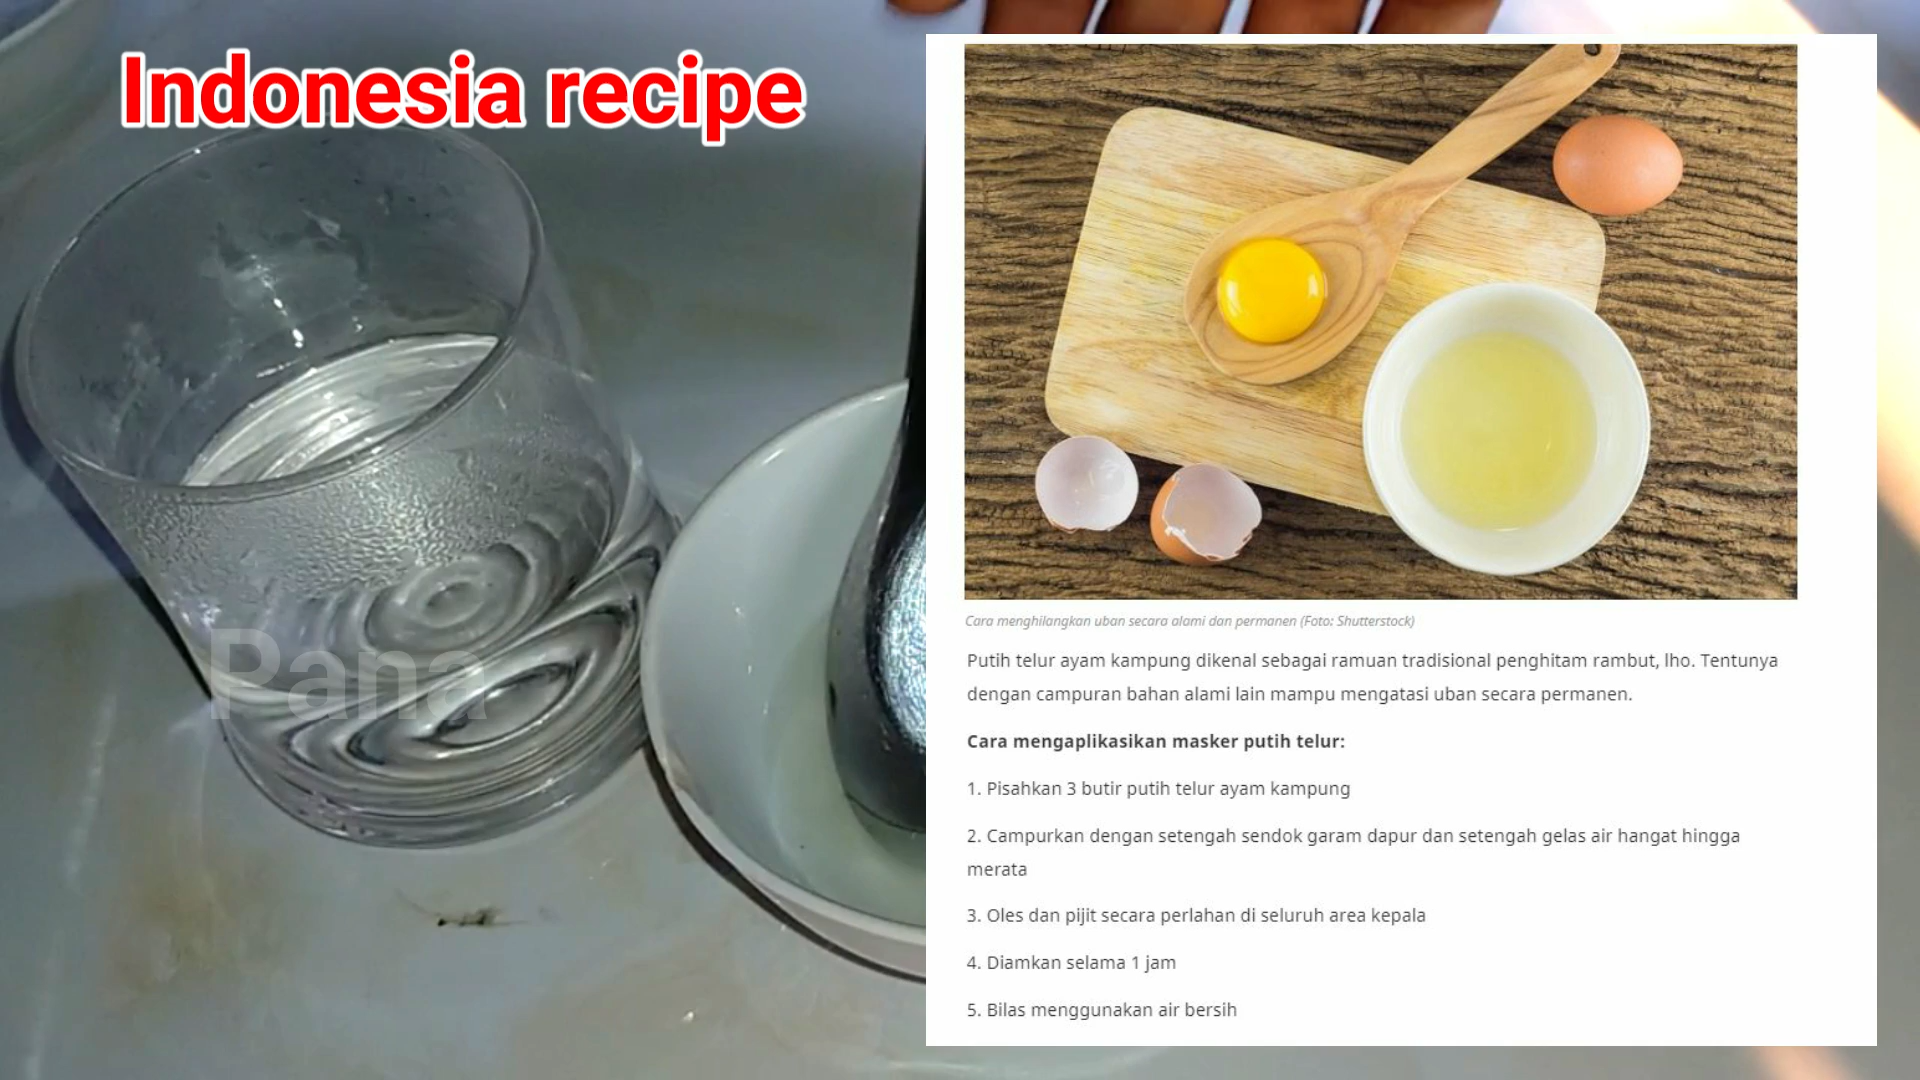 Indonesia recipe
Cara menghilangkan uban secara alami dan permanen (Foto: Shutterstock)
Putih telur ayam kampung dikenal sebagai ramuan tradisional penghitam rambut, lho. Tentunya
dengan campuran bahan alami lain mampu mengatasi uban secara permanen.
Cara mengaplikasikan masker putih telur:
1. Pisahkan 3 butir putih telur ayam kampung
2. Campurkan dengan setengah sendok garam dapur dan setengah gelas air hangat hingga
merata
3. Oles dan pijit secara perlahan di seluruh area kepala
4. Diamkan selama 1 jam
5. Bilas menggunakan air bersih
Pana